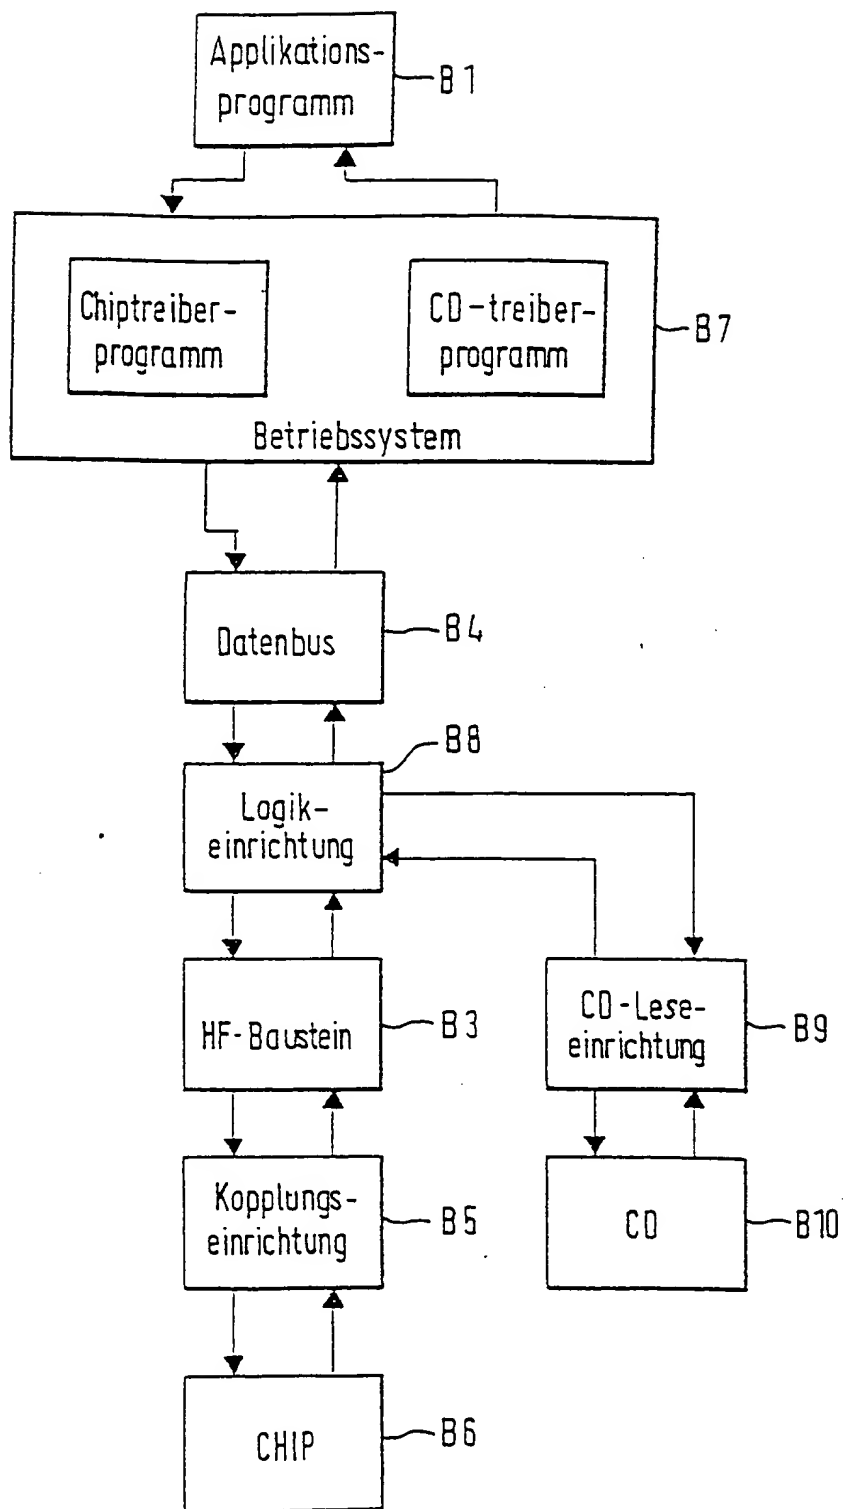 Applikations-
programm
B1
Chiptreiber-
programm
CD-treiber-
programm
B7
Betriebssystem
Datenbus
B4
B8
Logik-
einrichtung
HF-Baustein
B3
CD-Lese-
einrichtung
B9
Kopplungs-
einrichtung
B5
CD
B10
CHIP
B6